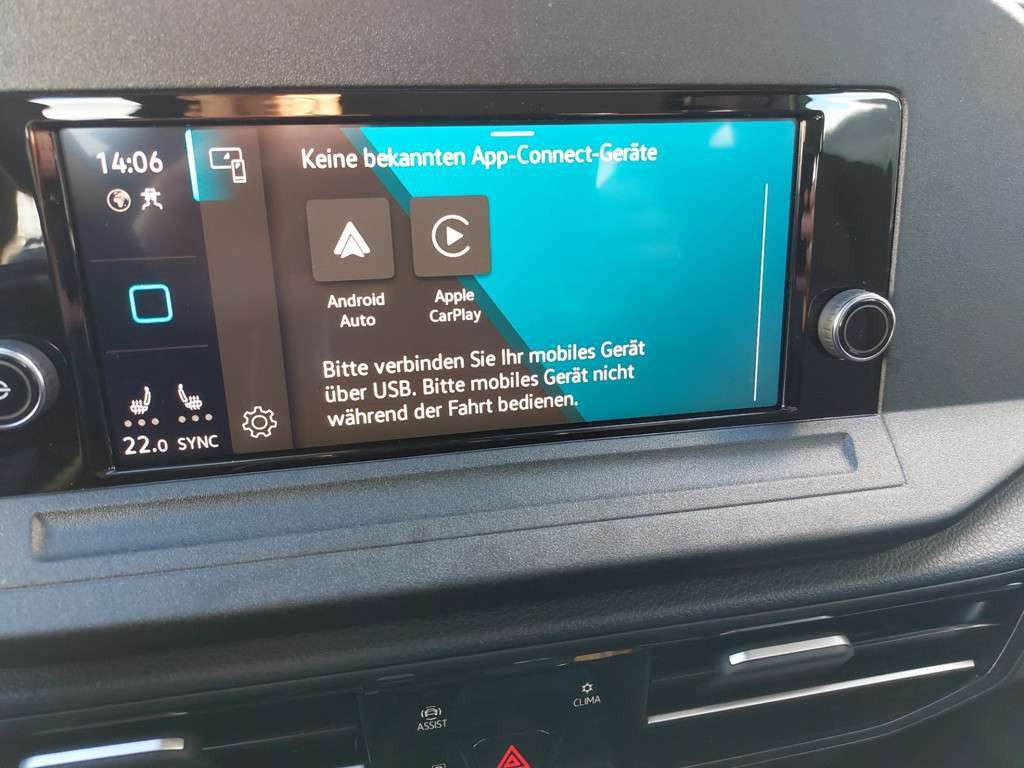 14:06
Keine bekannten App-Connect-Geräte
Android
Auto
Apple
CarPlay
Bitte verbinden Sie Ihr mobiles Gerät
über USB. Bitte mobiles Gerät nicht
während der Fahrt bedienen.
22.0 SYNC
ASSIST
CLIMA